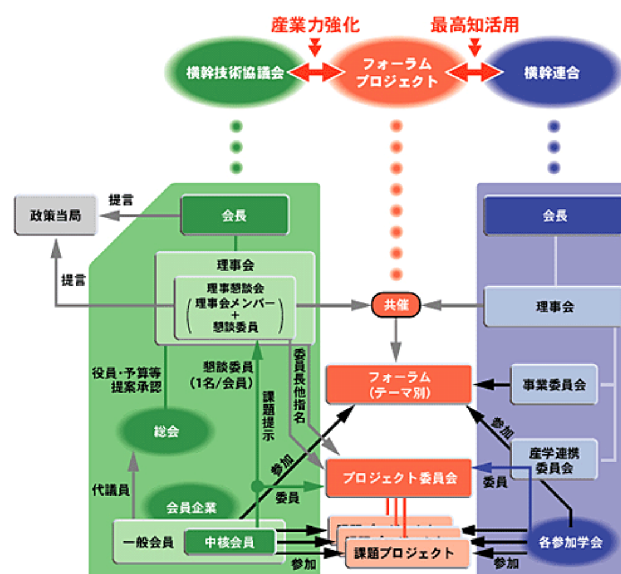 産業力強化
最高知活用
横幹技術協議会
フォーラム
プロジェクト
横幹連合
政策当局
提言
会長
会長
理事会
提言
理事懇談会
(理事会メンバー
+
懇談委員)
共催
理事会
役員・予算等
提案承認
懇談委員
(1名/会員)
課題提示
委員長他指名
フォーラム
(テーマ別)
事業委員会
総会
参加
参加
産学連携
委員会
代議員
委員
プロジェクト委員会
委員
会員企業
一般会員
中核会員
参加
課題プロジェクト
参加
各参加学会